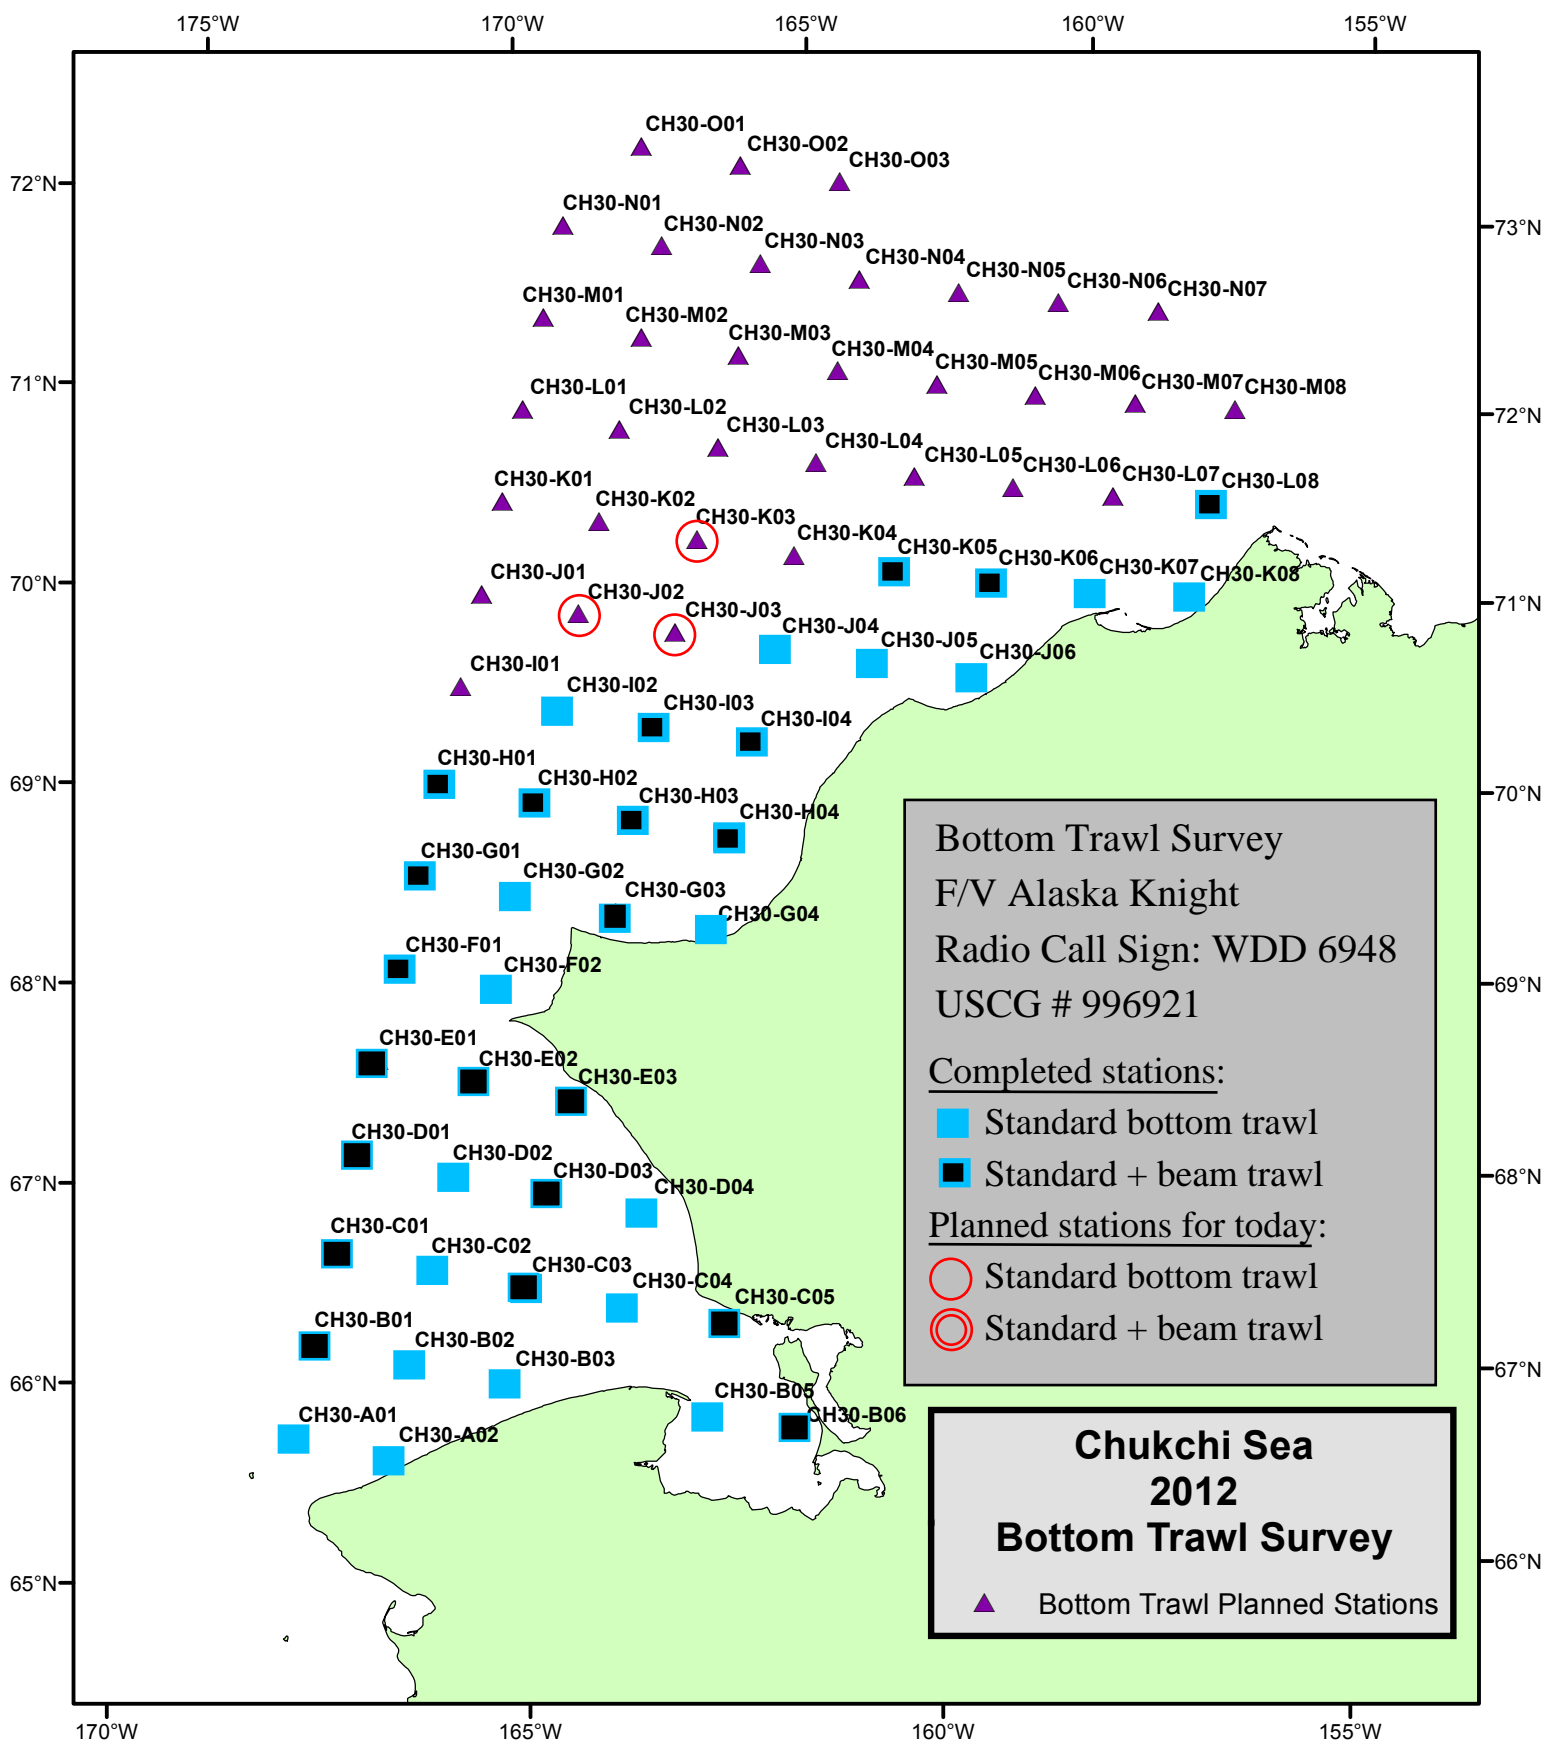 175°W 170°W 165°W 160°W 155°W
CH30-O01
CH30-O02
CH30-O03
72°N
CH30-N01
CH30-N02
73°N
CH30-N03
CH30-N04
CH30-N05
CH30-N06
CH30-N07
CH30-M01
CH30-M02
CH30-M03
CH30-M04
CH30-M05
CH30-M06
CH30-M07
CH30-M08
71°N
CH30-L01
CH30-L02
72°N
CH30-L03
CH30-L04
CH30-L05
CH30-L06
CH30-L07
CH30-L08
CH30-K01
CH30-K02
CH30-K03
CH30-K04
CH30-K05
CH30-K06
CH30-K07
CH30-K08
70°N
CH30-J01
CH30-J02
71°N
CH30-J03
CH30-J04
CH30-J05
CH30-J06
CH30-I01
CH30-I02
CH30-I03
CH30-I04
CH30-H01
CH30-H02
69°N
CH30-H03
70°N
CH30-H04
CH30-G01
CH30-G02
CH30-G03
CH30-G04
CH30-F01
CH30-F02
68°N
69°N
CH30-E01
CH30-E02
CH30-E03
CH30-D01
CH30-D02
CH30-D03
CH30-D04
67°N
68°N
CH30-C01
CH30-C02
CH30-C03
CH30-C04
CH30-C05
CH30-B01
CH30-B02
CH30-B03
66°N
67°N
CH30-B05
CH30-B06
CH30-A01
CH30-A02
65°N
66°N
Bottom Trawl Survey
F/V Alaska Knight
Radio Call Sign: WDD 6948
USCG # 996921
Completed stations:
Standard bottom trawl
Standard + beam trawl
Planned stations for today:
Standard bottom trawl
Standard + beam trawl
Chukchi Sea
2012
Bottom Trawl Survey
Bottom Trawl Planned Stations
170°W 165°W 160°W 155°W